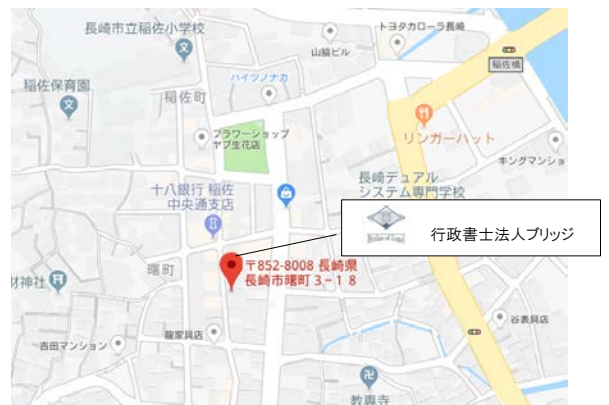 長崎市立稲佐小学校
トヨタカローラ長崎
山脇ビル
稲佐橋
稲佐保育園
ハイツノナカ
稲佐町
フラワーショップ
ヤブ生花店
リンガーハット
キングマンショ
長崎デュアル
システム専門学校
十八銀行 稲佐
中央通支店
行政書士法人ブリッジ
〒852-8008 長崎県
長崎市曙町3-18
曙町
財神社
龍家具店
谷表具店
吉田マンション
教専寺